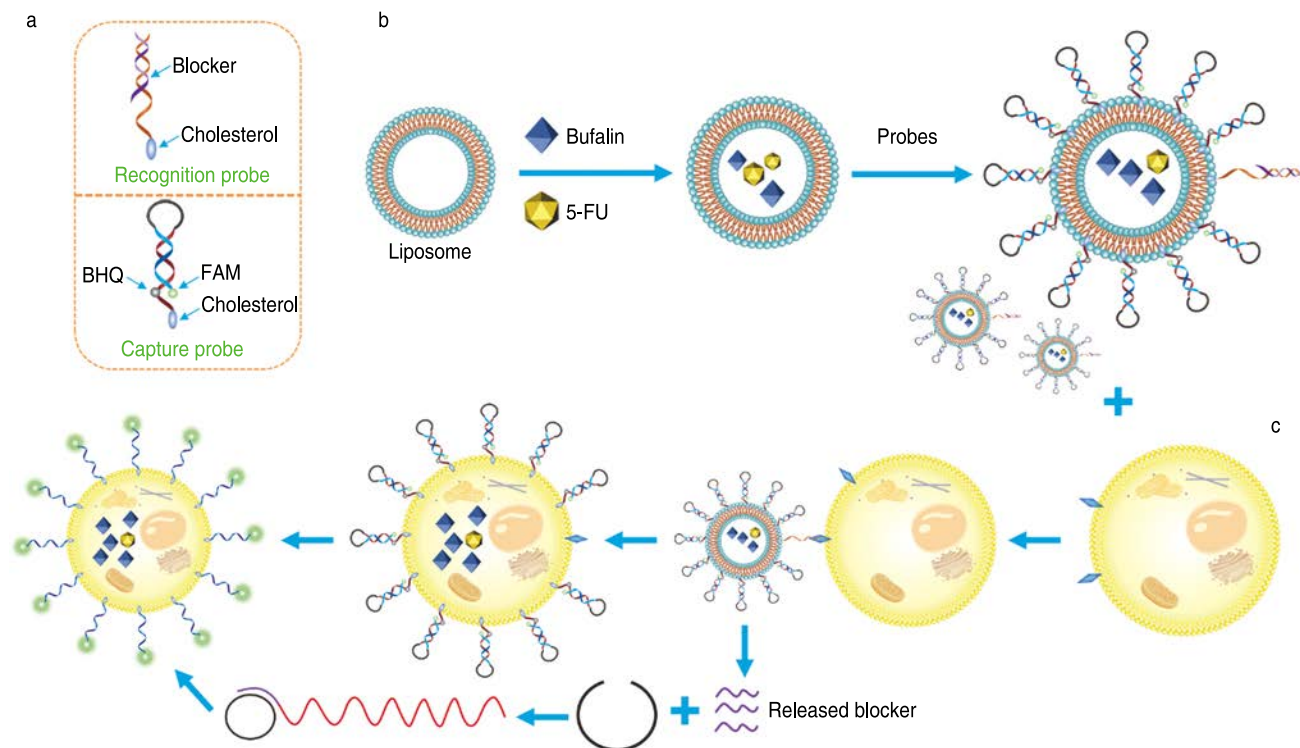 a
Blocker
Cholesterol
Recognition probe
BHQ
FAM
Cholesterol
Capture probe
b
Liposome
Bufalin
5-FU
Probes
c
Released blocker